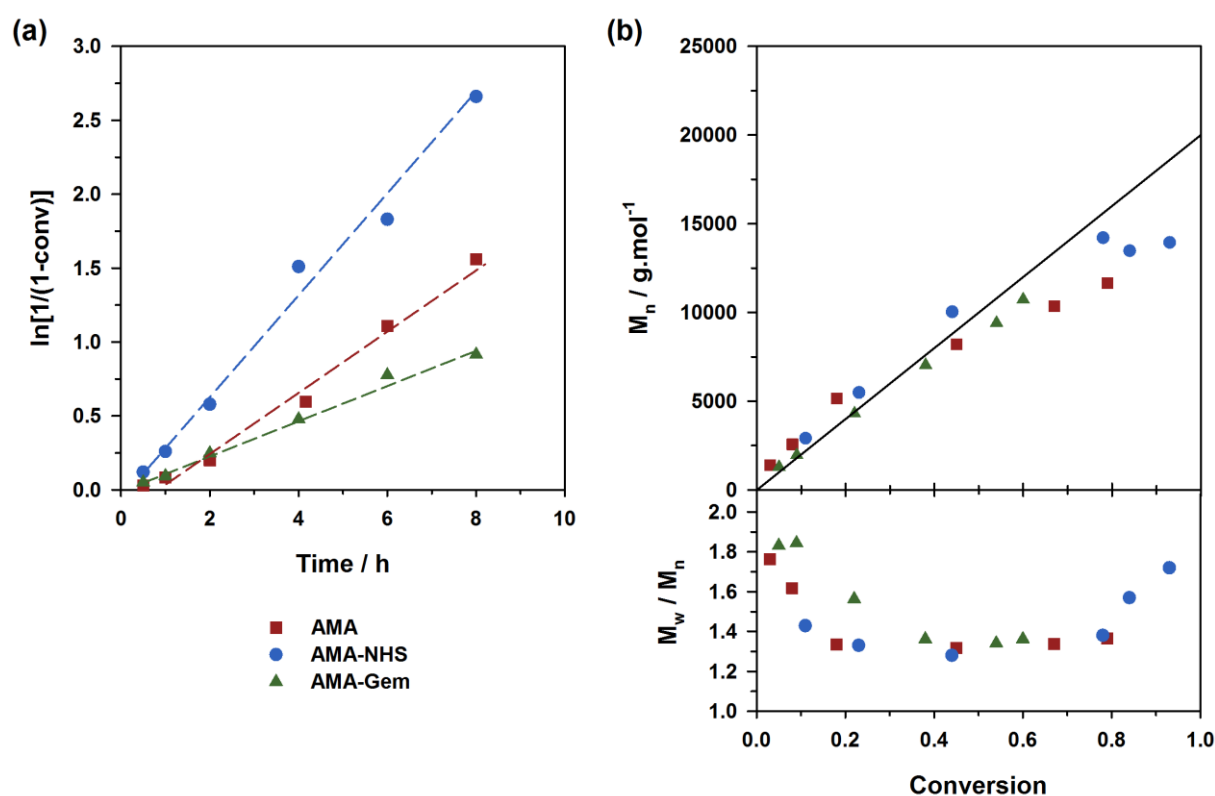 (a)
3.0
2.5
2.0
1.5
1.0
0.5
0.0
0 2 4 6 8 10
ln[1/(1-conv)]
Time / h
AMA
AMA-NHS
AMA-Gem
(b)
25000
20000
15000
10000
5000
0
M_n / g.mol⁻¹
2.0
1.8
1.6
1.4
1.2
1.0
M_w / M_n
0.0 0.2 0.4 0.6 0.8 1.0
Conversion